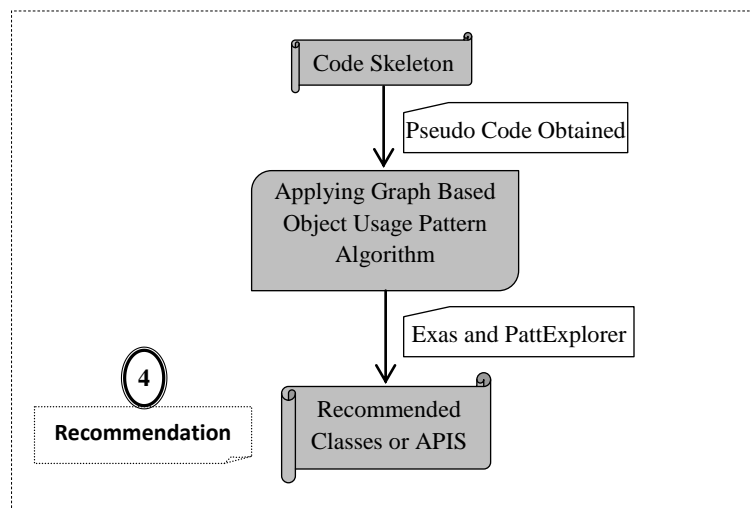 Code Skeleton
Pseudo Code Obtained
Applying Graph Based
Object Usage Pattern
Algorithm
Exas and PattExplorer
4
Recommendation
Recommended
Classes or APIS